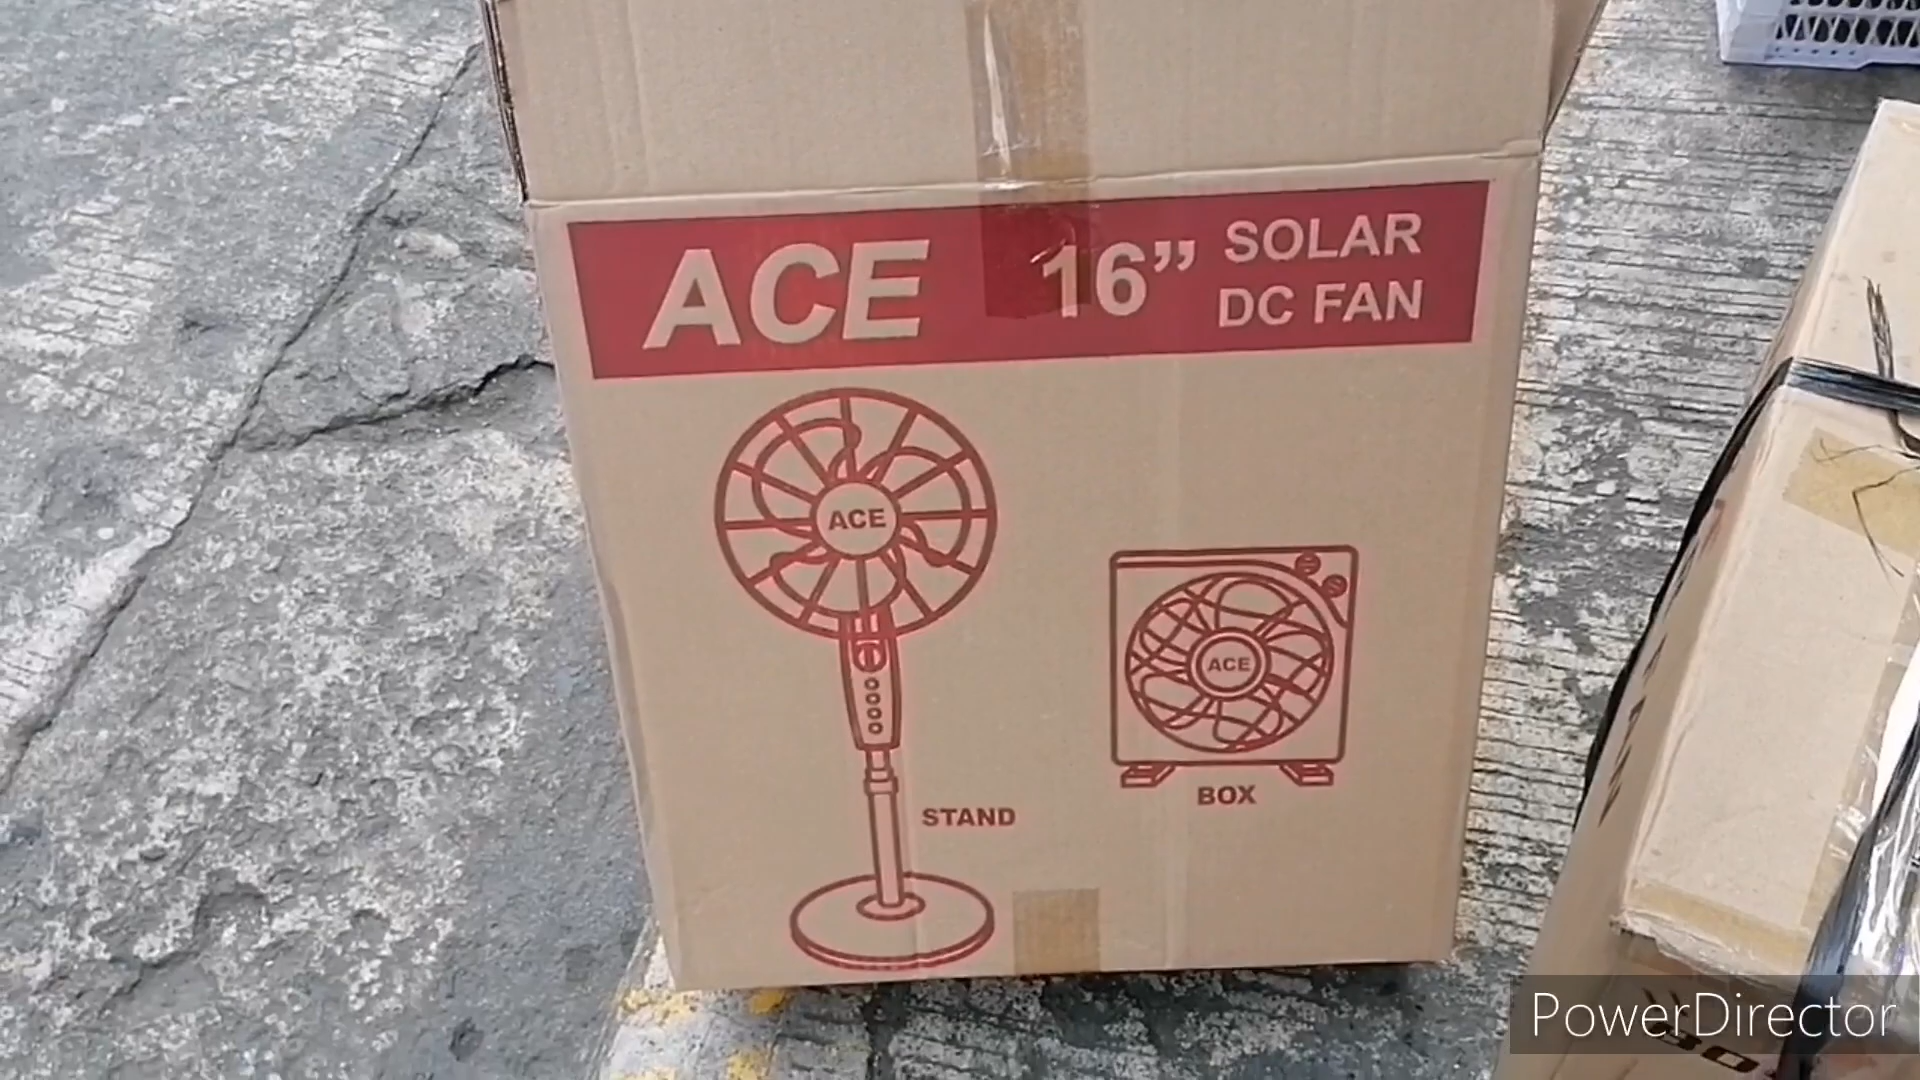 ACE 16” SOLAR
DC FAN
ACE
ACE
STAND
BOX
PowerDirector